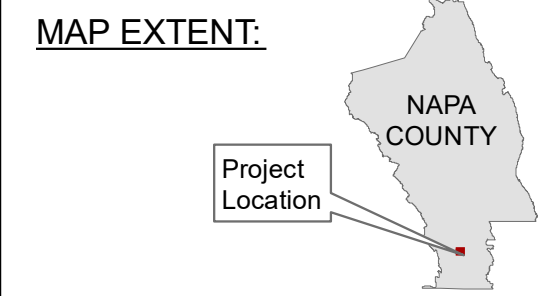 MAP EXTENT:
NAPA
COUNTY
Project
Location